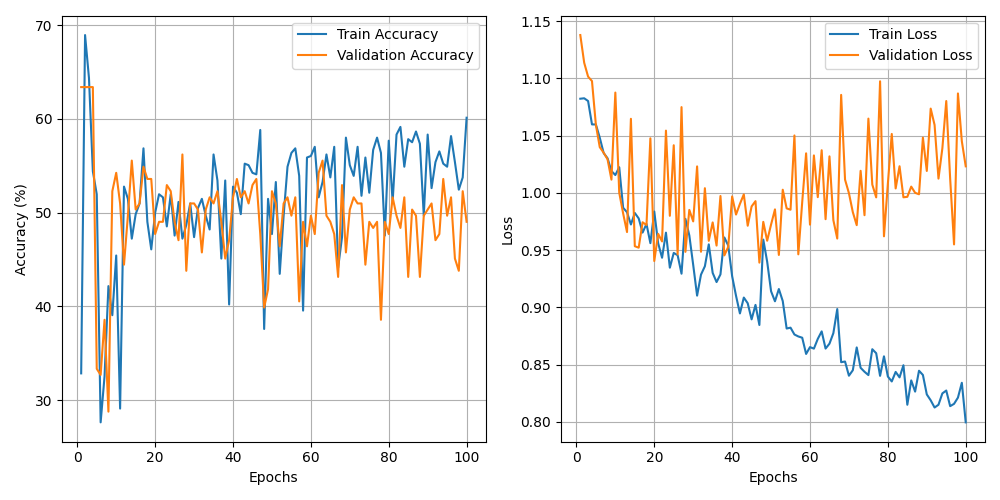 Train Accuracy
Validation Accuracy
Accuracy (%)
70
60
50
40
30
0 20 40 60 80 100
Epochs
Train Loss
Validation Loss
Loss
1.15
1.10
1.05
1.00
0.95
0.90
0.85
0.80
0 20 40 60 80 100
Epochs